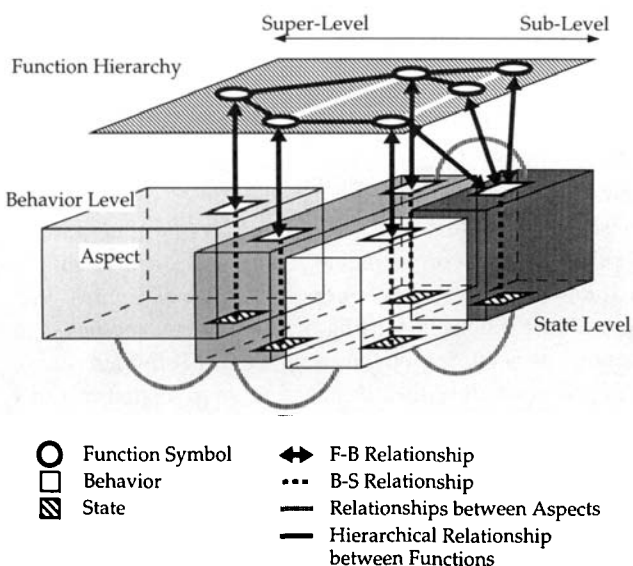 Super-Level
Sub-Level
Function Hierarchy
Behavior Level
Aspect
State Level
Function Symbol
F-B Relationship
Behavior
B-S Relationship
State
Relationships between Aspects
Hierarchical Relationship
between Functions